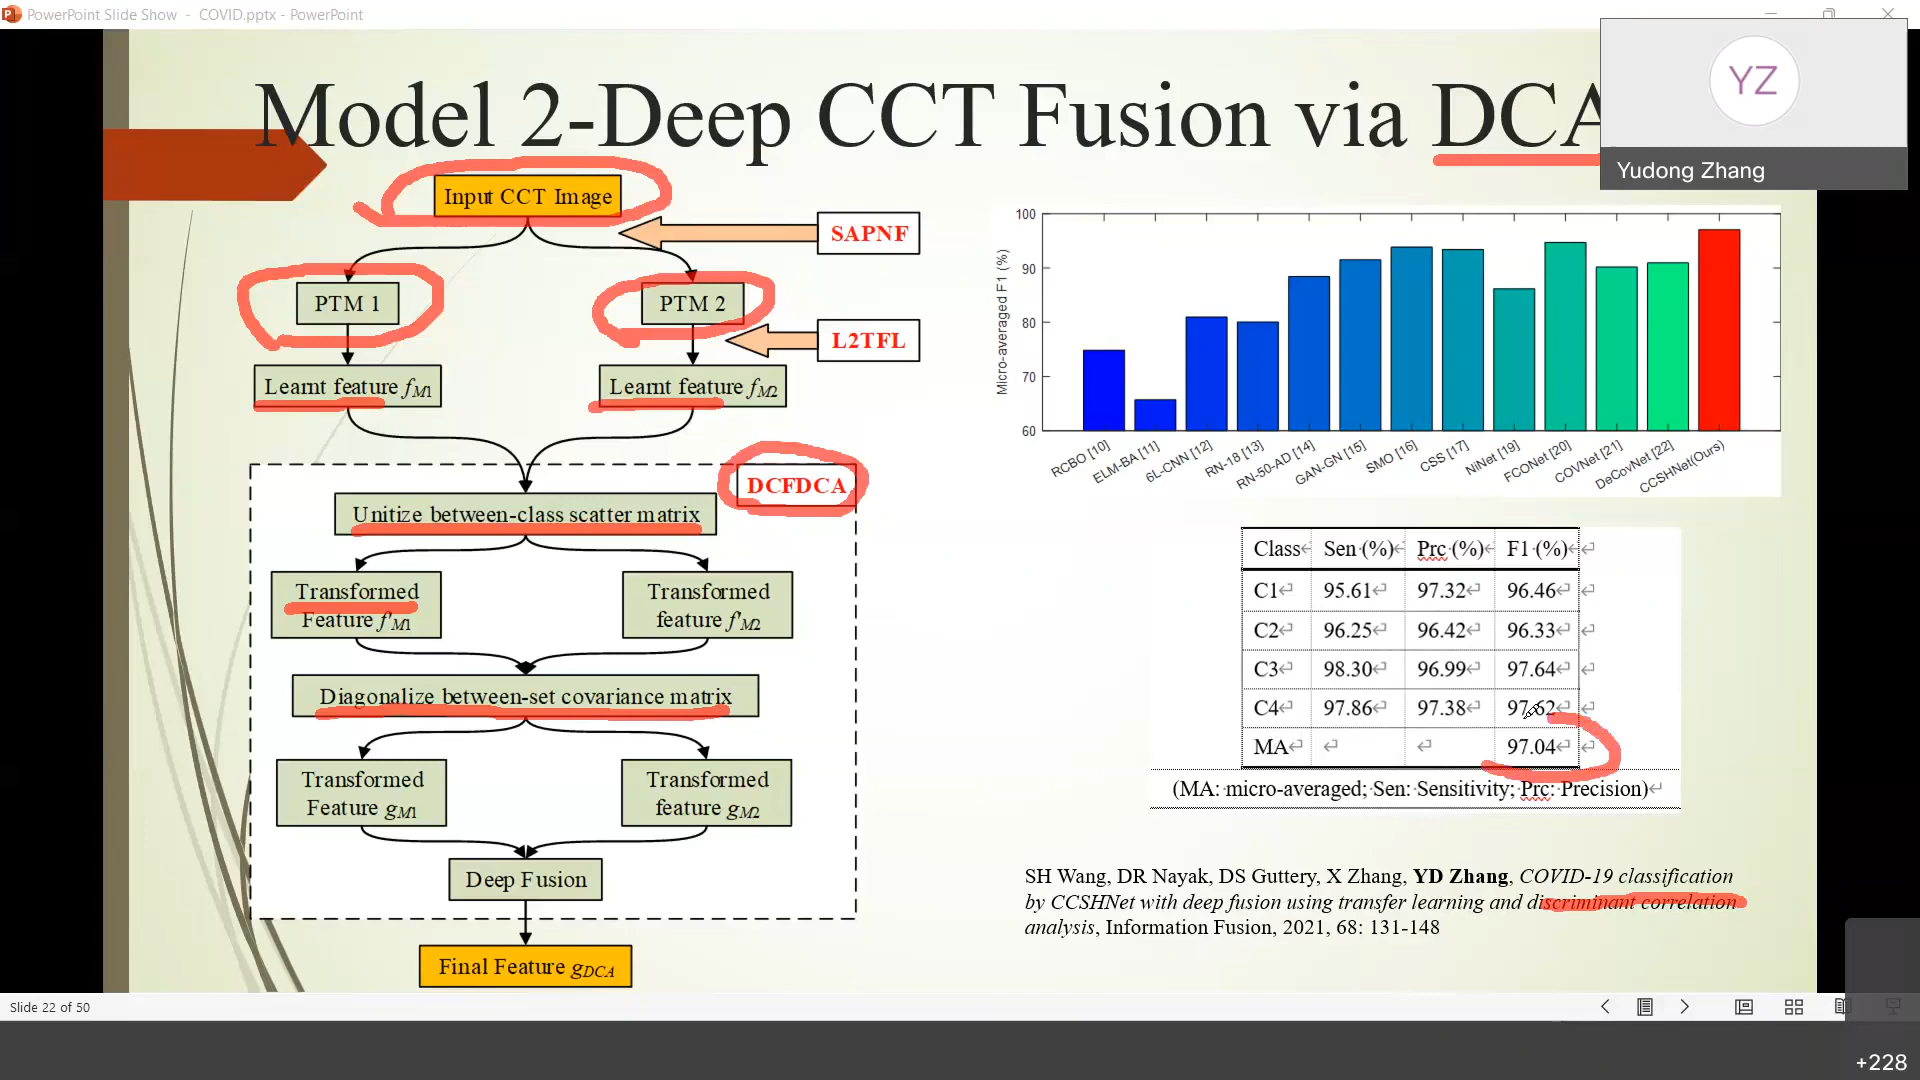 PowerPoint Slide Show - COVID.pptx - PowerPoint
Model 2-Deep CCT Fusion via DCA
YZ
Yudong Zhang
Input CCT Image
SAPNF
PTM 1
PTM 2
L2TFL
Learnt feature fM1
Learnt feature fM2
DCFDCA
Unitize between-class scatter matrix
Transformed
Feature f'M1
Transformed
feature f'M2
Diagonalize between-set covariance matrix
Transformed
Feature gM1
Transformed
feature gM2
Deep Fusion
Final Feature gDCA
Micro-averaged F1 (%)
100
90
80
70
60
RCBO [10]
ELM-BA [11]
6L-CNN [12]
RN-18 [13]
RN-50-AD [14]
GAN-GN [15]
SMO [16]
CSS [17]
NiNet [19]
FCONet [20]
COVNet [21]
DeCovNet [22]
CCSHNet(Ours)
Class Sen (%) Prc (%) F1 (%)
C1 95.61 97.32 96.46
C2 96.25 96.42 96.33
C3 98.30 96.99 97.64
C4 97.86 97.38 97.62
MA 97.04
(MA: micro-averaged; Sen: Sensitivity; Prc: Precision)
SH Wang, DR Nayak, DS Guttery, X Zhang, YD Zhang, COVID-19 classification
by CCSHNet with deep fusion using transfer learning and discriminant correlation
analysis, Information Fusion, 2021, 68: 131-148
Slide 22 of 50
+228